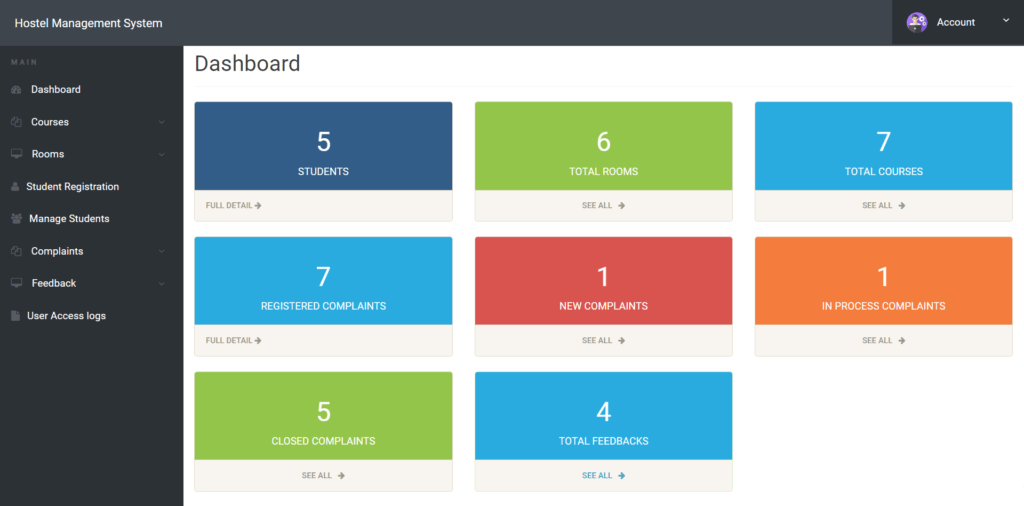 Hostel Management System
Account
MAIN
Dashboard
Courses
Rooms
Student Registration
Manage Students
Complaints
Feedback
User Access logs
Dashboard
5
STUDENTS
FULL DETAIL
6
TOTAL ROOMS
SEE ALL
7
TOTAL COURSES
SEE ALL
7
REGISTERED COMPLAINTS
FULL DETAIL
1
NEW COMPLAINTS
SEE ALL
1
IN PROCESS COMPLAINTS
SEE ALL
5
CLOSED COMPLAINTS
SEE ALL
4
TOTAL FEEDBACKS
SEE ALL